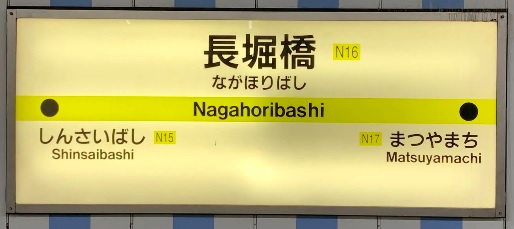 長堀橋 N16
ながほりばし
Nagahoribashi
しんさいばし N15
Shinsaibashi
N17 まつやまち
Matsuyamachi